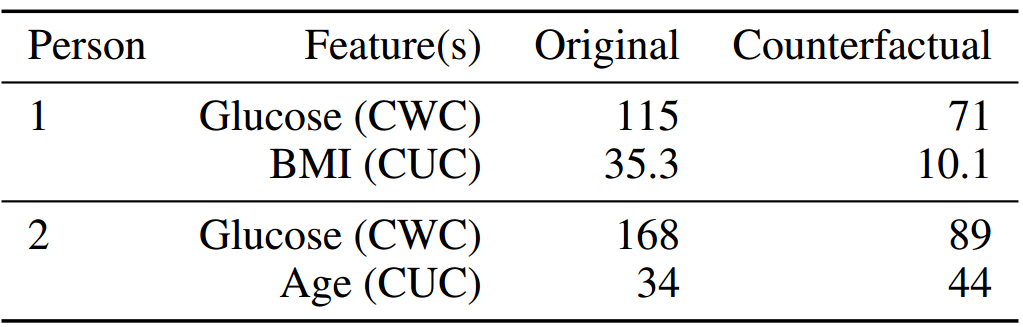 Person Feature(s) Original Counterfactual
1 Glucose (CWC) 115 71
BMI (CUC) 35.3 10.1
2 Glucose (CWC) 168 89
Age (CUC) 34 44